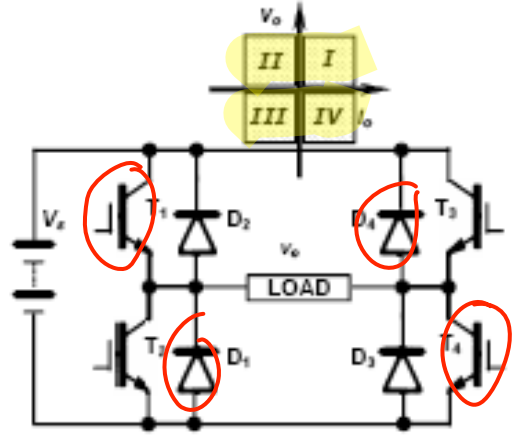 Vo
II I
III IV Io
Vs T1 D2 D4 T3
vo
LOAD
T2 D1 D3 T4